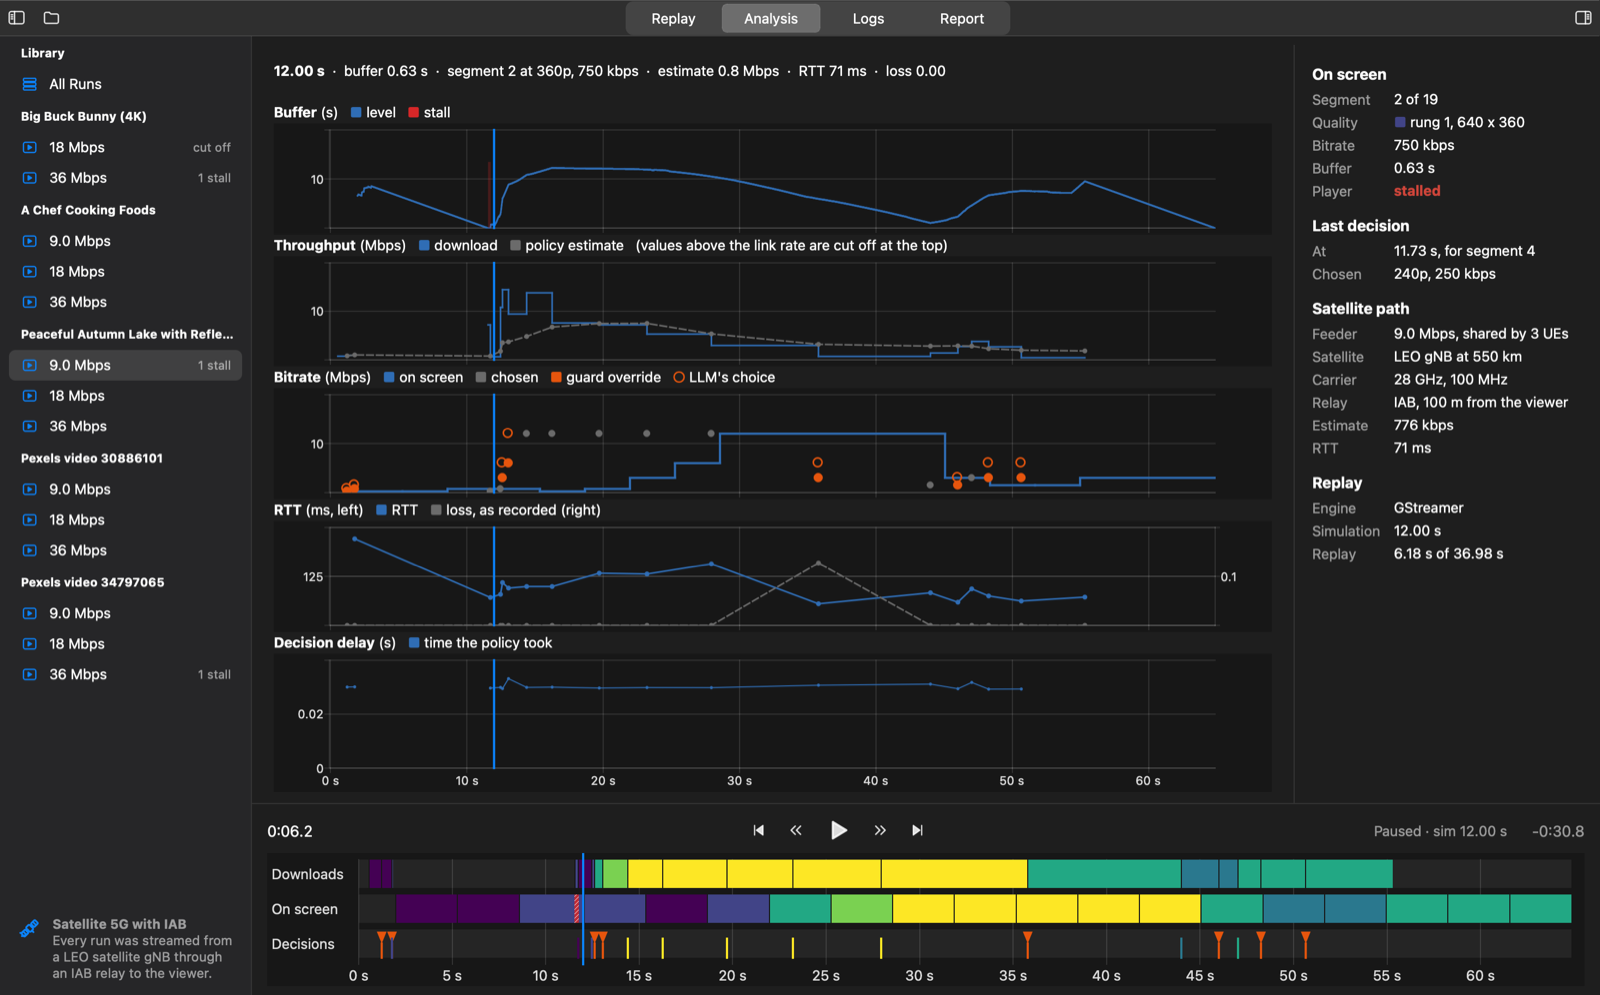 Replay Analysis Logs Report
Library
All Runs
Big Buck Bunny (4K)
18 Mbps cut off
36 Mbps 1 stall
A Chef Cooking Foods
9.0 Mbps
18 Mbps
36 Mbps
Peaceful Autumn Lake with Refle...
9.0 Mbps 1 stall
18 Mbps
36 Mbps
Pexels video 30886101
9.0 Mbps
18 Mbps
36 Mbps
Pexels video 34797065
9.0 Mbps
18 Mbps
36 Mbps 1 stall
Satellite 5G with IAB
Every run was streamed from
a LEO satellite gNB through
an IAB relay to the viewer.
12.00 s · buffer 0.63 s · segment 2 at 360p, 750 kbps · estimate 0.8 Mbps · RTT 71 ms · loss 0.00
Buffer (s) level stall
10
Throughput (Mbps) download policy estimate (values above the link rate are cut off at the top)
10
Bitrate (Mbps) on screen chosen guard override LLM's choice
10
RTT (ms, left) RTT loss, as recorded (right)
125 0.1
Decision delay (s) time the policy took
0.02
0
0 s 10 s 20 s 30 s 40 s 50 s 60 s
On screen
Segment 2 of 19
Quality rung 1, 640 x 360
Bitrate 750 kbps
Buffer 0.63 s
Player stalled
Last decision
At 11.73 s, for segment 4
Chosen 240p, 250 kbps
Satellite path
Feeder 9.0 Mbps, shared by 3 UEs
Satellite LEO gNB at 550 km
Carrier 28 GHz, 100 MHz
Relay IAB, 100 m from the viewer
Estimate 776 kbps
RTT 71 ms
Replay
Engine GStreamer
Simulation 12.00 s
Replay 6.18 s of 36.98 s
0:06.2 Paused · sim 12.00 s -0:30.8
Downloads
On screen
Decisions
0 s 5 s 10 s 15 s 20 s 25 s 30 s 35 s 40 s 45 s 50 s 55 s 60 s